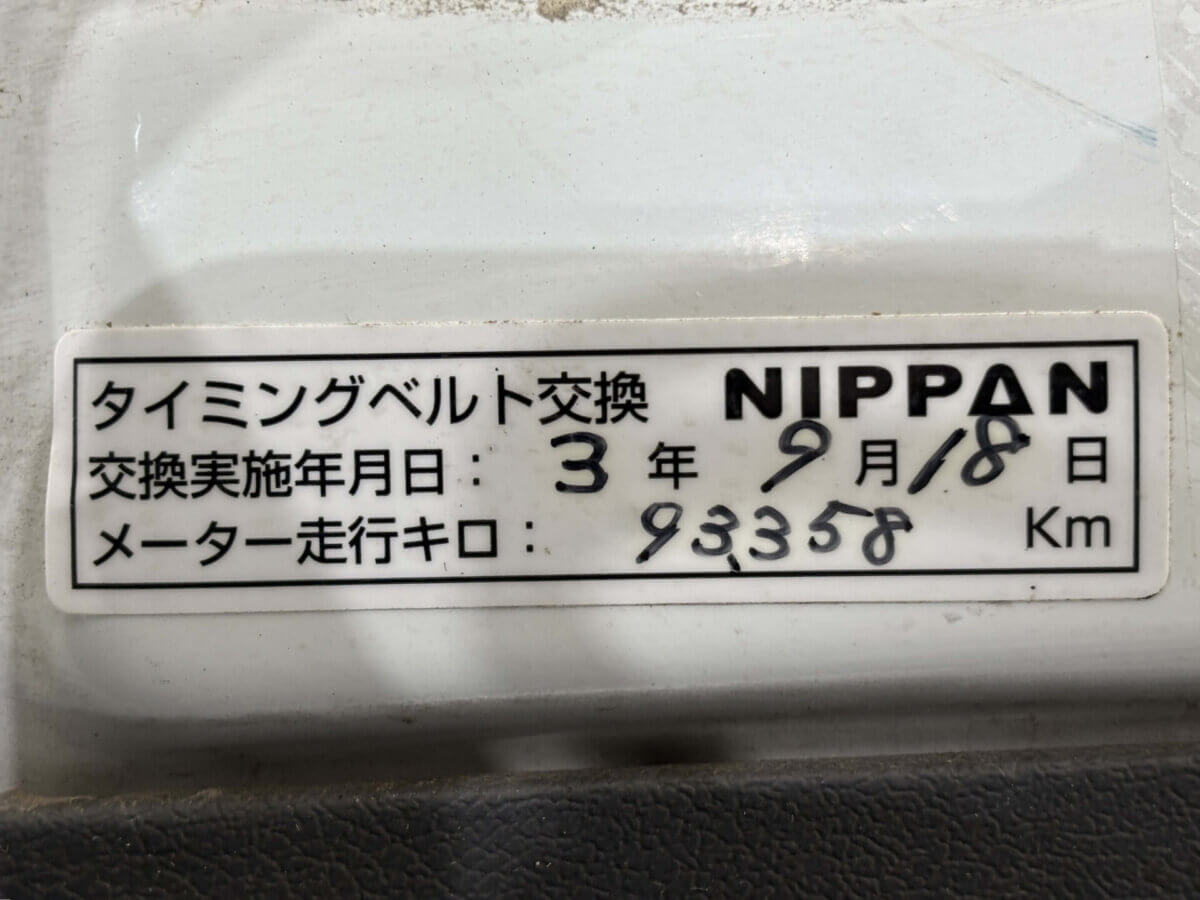 タイミングベルト交換 NIPPAN
交換実施年月日： 3 年 9 月 18 日
メーター走行キロ： 93,358 Km